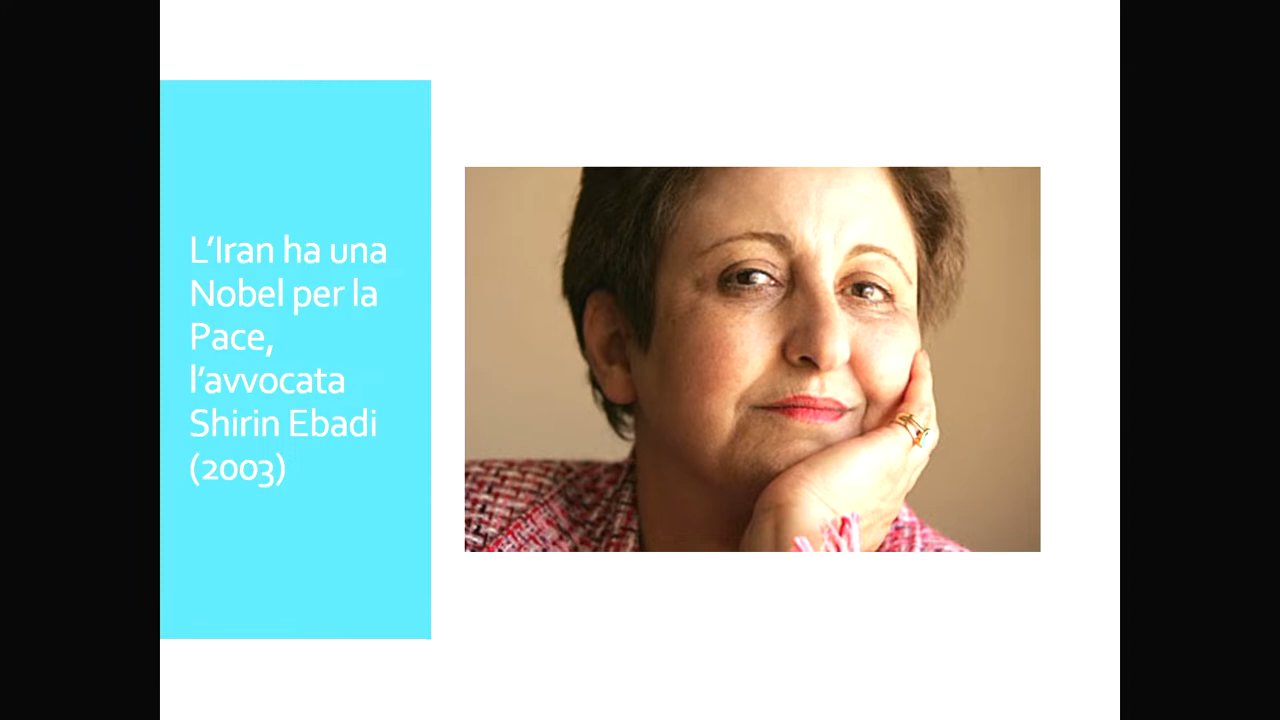 L’Iran ha una
Nobel per la
Pace,
l’avvocata
Shirin Ebadi
(2003)